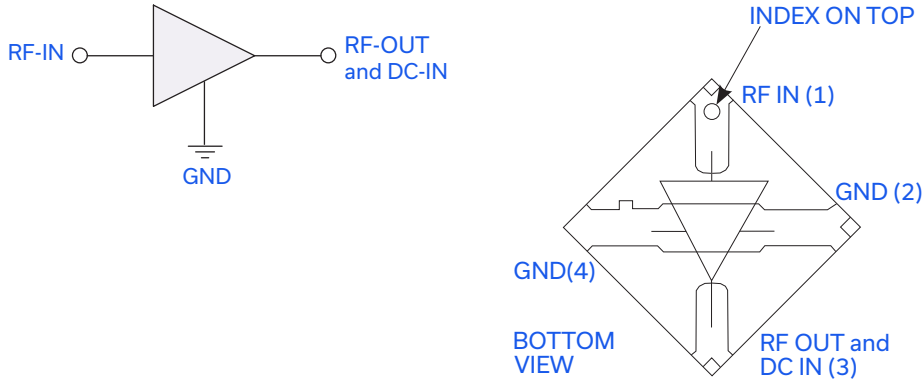 RF-IN
RF-OUT
and DC-IN
GND
INDEX ON TOP
RF IN (1)
GND (2)
GND(4)
BOTTOM
VIEW
RF OUT and
DC IN (3)